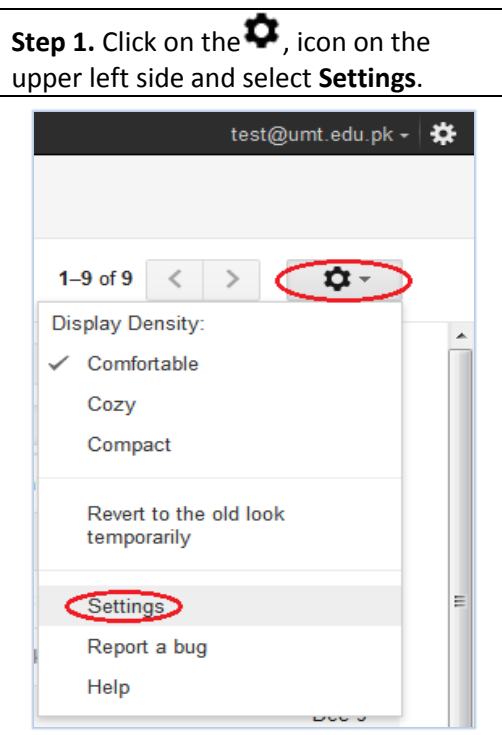 Step 1. Click on the , icon on the
upper left side and select Settings.
test@umt.edu.pk
1–9 of 9
Display Density:
Comfortable
Cozy
Compact
Revert to the old look
temporarily
Settings
Report a bug
Help